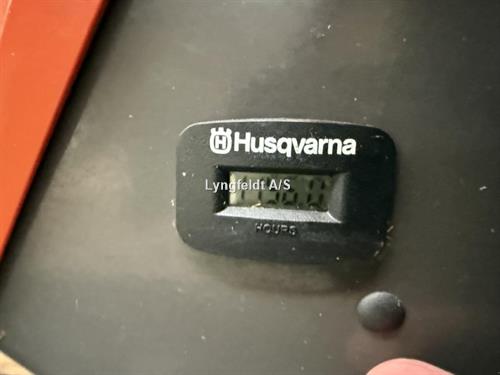 Husqvarna
Lyngfeldt A/S
HOURS